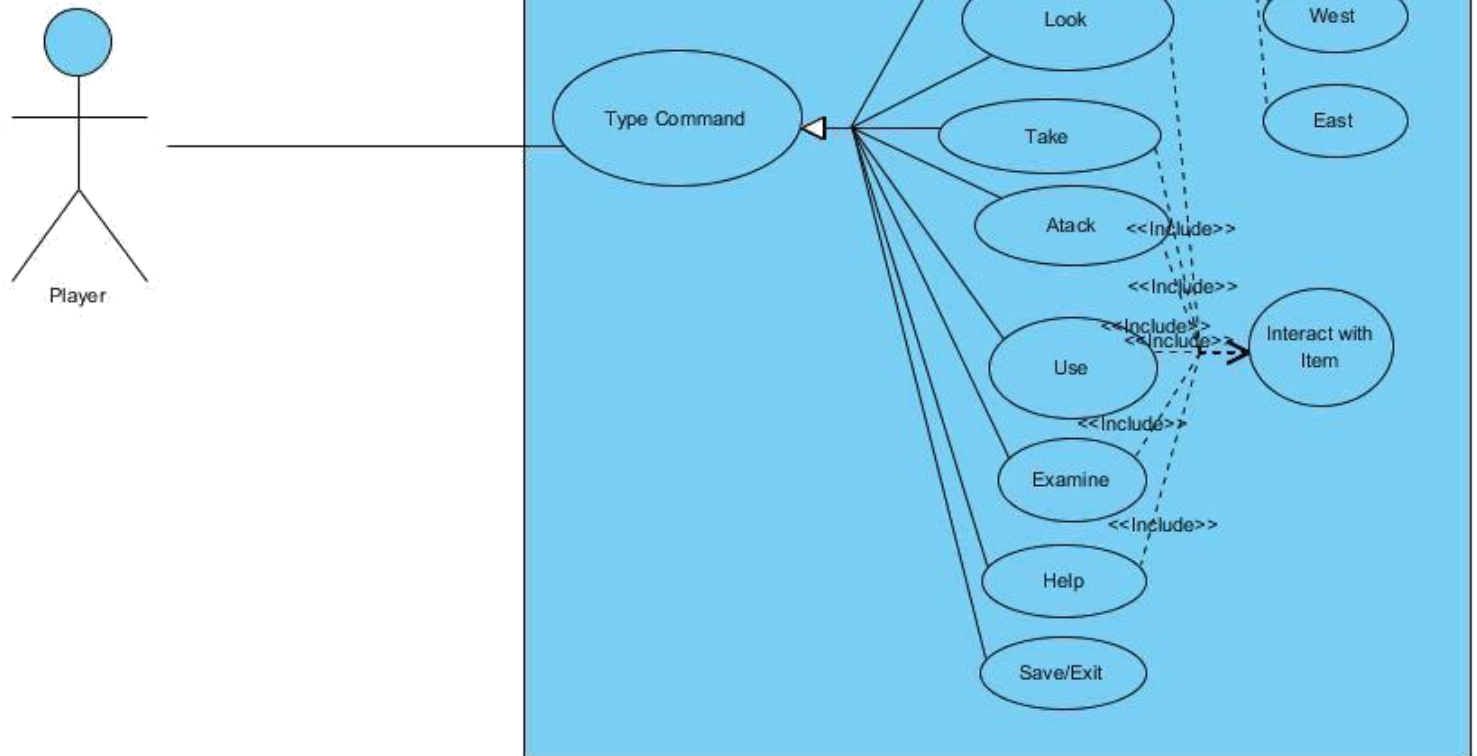 Look
West
Type Command
Take
East
Atack
<<Include>>
<<Include>>
Player
<<Include>>
<<Include>>
Interact with
Item
Use
<<Include>>
Examine
<<Include>>
Help
Save/Exit